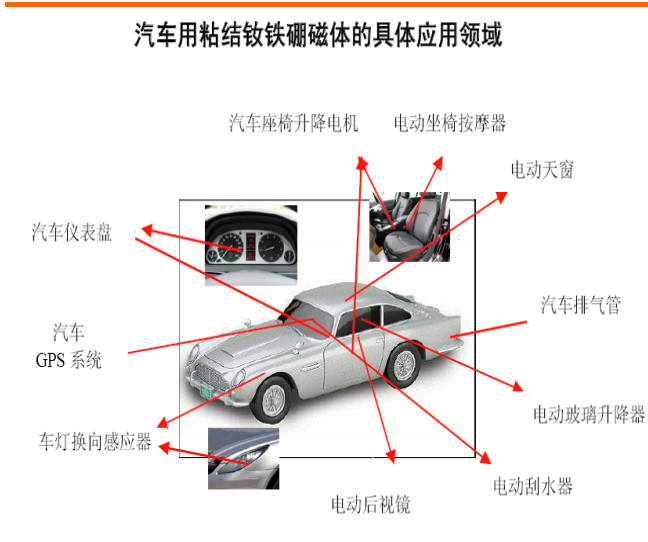 汽车用粘结钕铁硼磁体的具体应用领域
汽车座椅升降电机
电动坐椅按摩器
电动天窗
汽车仪表盘
汽车排气管
汽车
GPS 系统
电动玻璃升降器
车灯换向感应器
电动刮水器
电动后视镜